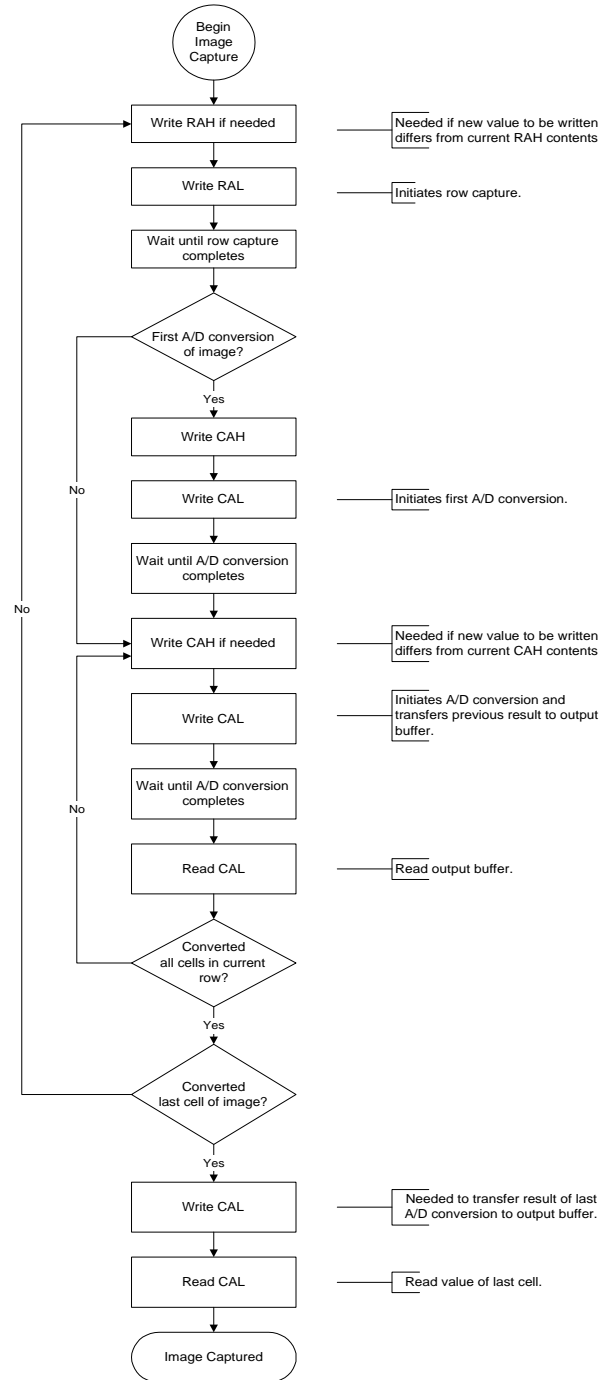 Begin
Image
Capture
Write RAH if needed
Needed if new value to be written
differs from current RAH contents
Write RAL
Initiates row capture.
Wait until row capture
completes
First A/D conversion
of image?
Yes
Write CAH
No
Write CAL
Initiates first A/D conversion.
Wait until A/D conversion
completes
No
Write CAH if needed
Needed if new value to be written
differs from current CAH contents
Write CAL
Initiates A/D conversion and
transfers previous result to output
buffer.
Wait until A/D conversion
completes
No
Read CAL
Read output buffer.
Converted
all cells in current
row?
Yes
Converted
last cell of image?
Yes
Write CAL
Needed to transfer result of last
A/D conversion to output buffer.
Read CAL
Read value of last cell.
Image Captured